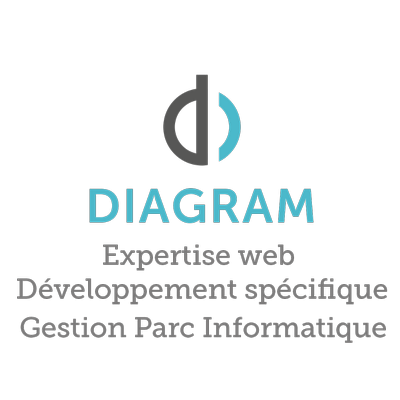 DIAGRAM
Expertise web
Développement spécifique
Gestion Parc Informatique